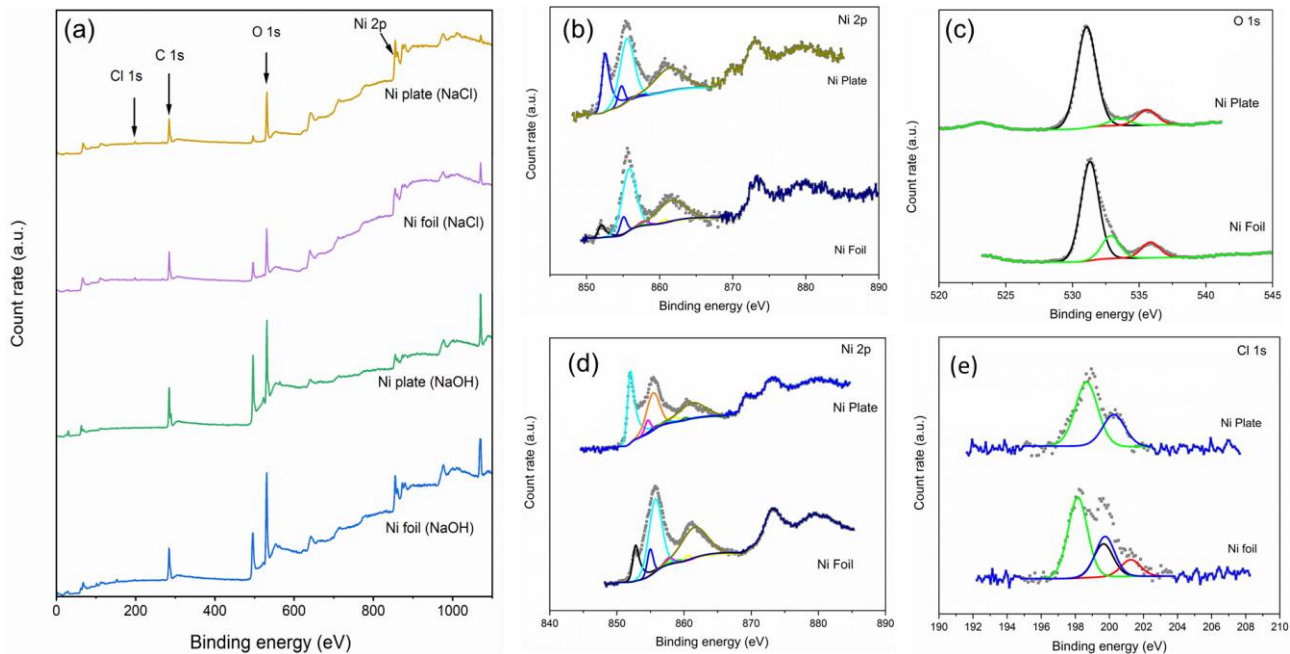 (a)
Ni 2p
O 1s
C 1s
Cl 1s
Ni plate (NaCl)
Ni foil (NaCl)
Ni plate (NaOH)
Ni foil (NaOH)
Count rate (a.u.)
0 200 400 600 800 1000
Binding energy (eV)
(b)
Ni 2p
Ni Plate
Ni Foil
Count rate (a.u.)
850 860 870 880 890
Binding energy (eV)
(c)
O 1s
Ni Plate
Ni Foil
Count rate (a.u.)
520 525 530 535 540 545
Binding energy (eV)
(d)
Ni 2p
Ni Plate
Ni Foil
Count rate (a.u.)
840 850 860 870 880 890
Binding energy (eV)
(e)
Cl 1s
Ni Plate
Ni foil
Count rate (a.u.)
190 192 194 196 198 200 202 204 206 208 210
Binding energy (eV)